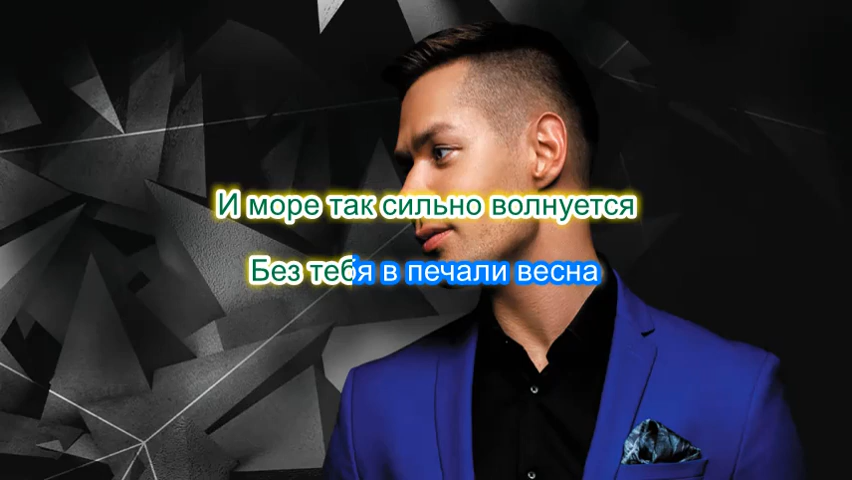 И море так сильно волнуется
Без тебя в печали весна